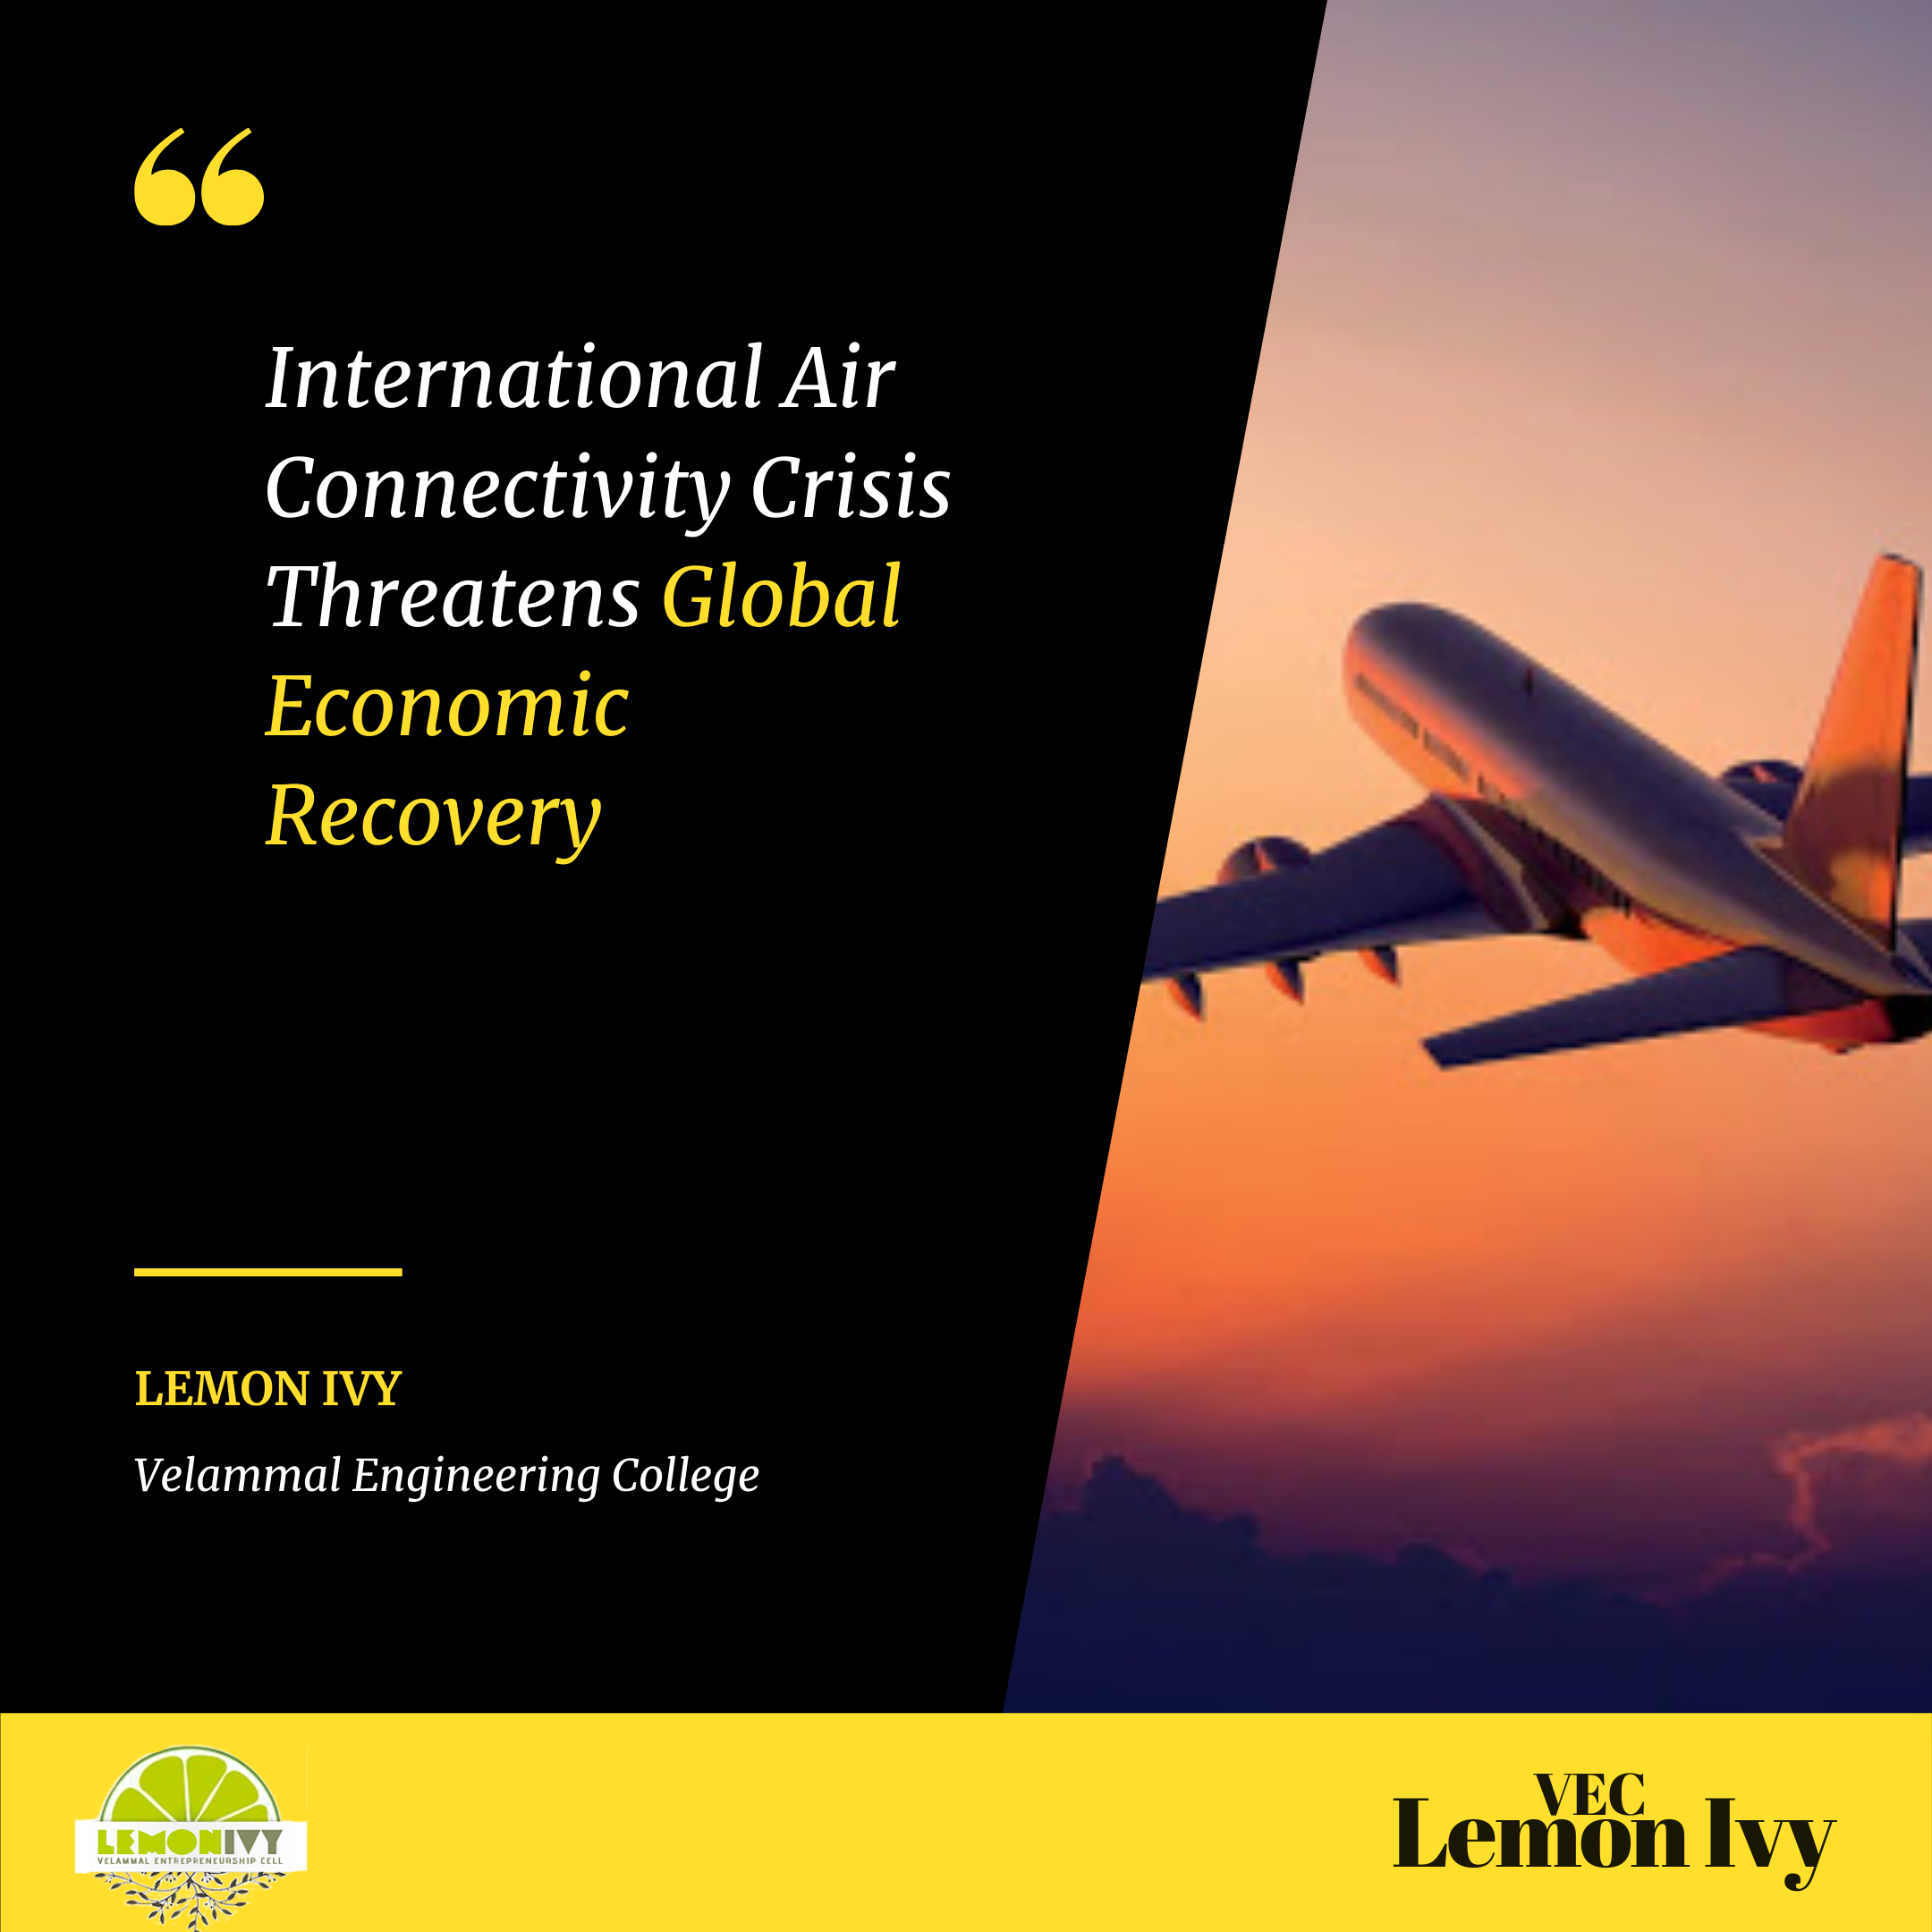 “
International Air
Connectivity Crisis
Threatens Global
Economic
Recovery
LEMON IVY
Velammal Engineering College
LEMONIVY
VELAMMAL ENTREPRENEURSHIP CELL
VEC
Lemon Ivy